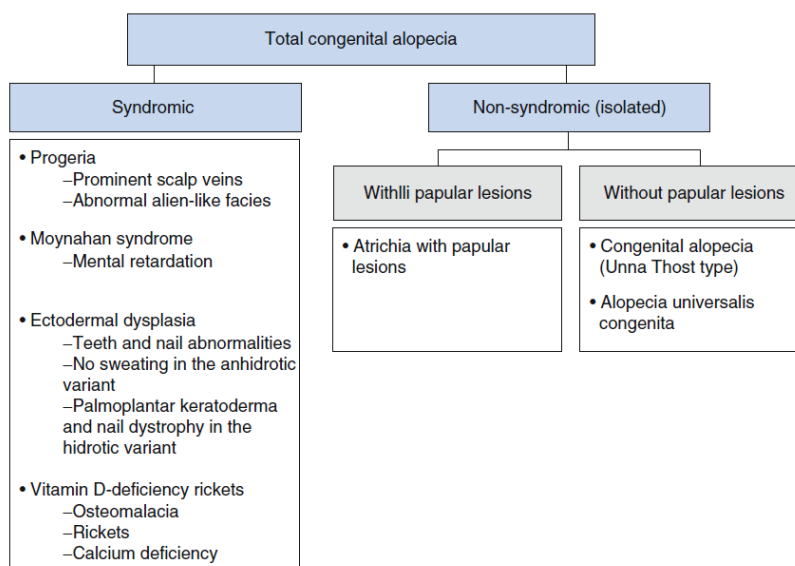 Total congenital alopecia
Syndromic
Non-syndromic (isolated)
• Progeria
–Prominent scalp veins
–Abnormal alien-like facies
• Moynahan syndrome
–Mental retardation
• Ectodermal dysplasia
–Teeth and nail abnormalities
–No sweating in the anhidrotic
variant
–Palmoplantar keratoderma
and nail dystrophy in the
hidrotic variant
• Vitamin D-deficiency rickets
–Osteomalacia
–Rickets
–Calcium deficiency
Withlli papular lesions
• Atrichia with papular
lesions
Without papular lesions
• Congenital alopecia
(Unna Thost type)
• Alopecia universalis
congenita